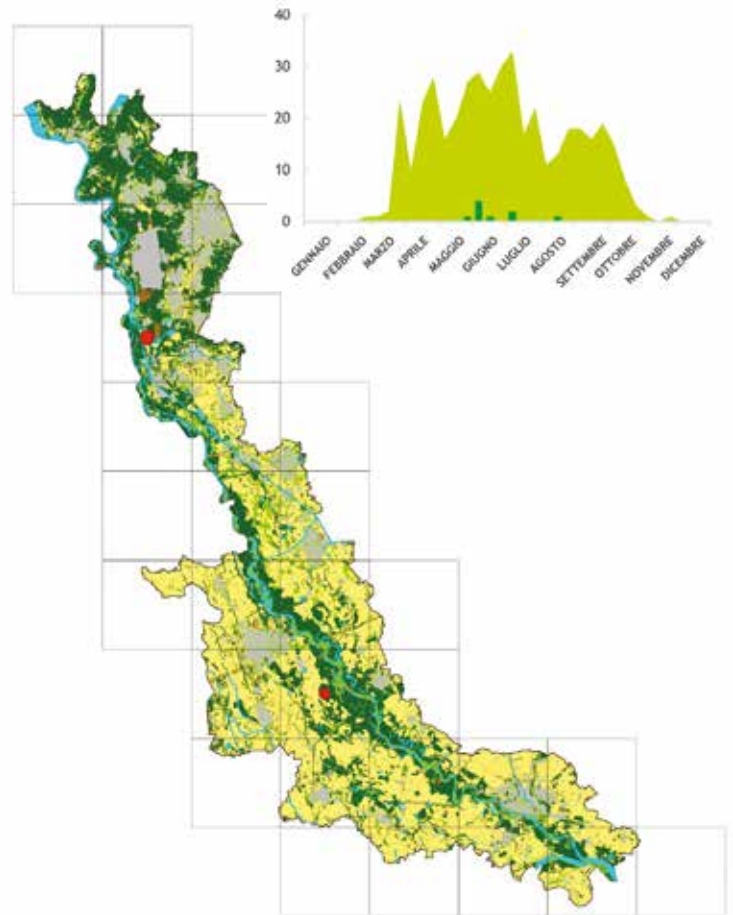 40
30
20
10
0
GENNAIO
FEBBRAIO
MARZO
APRILE
MAGGIO
GIUGNO
LUGLIO
AGOSTO
SETTEMBRE
OTTOBRE
NOVEMBRE
DICEMBRE